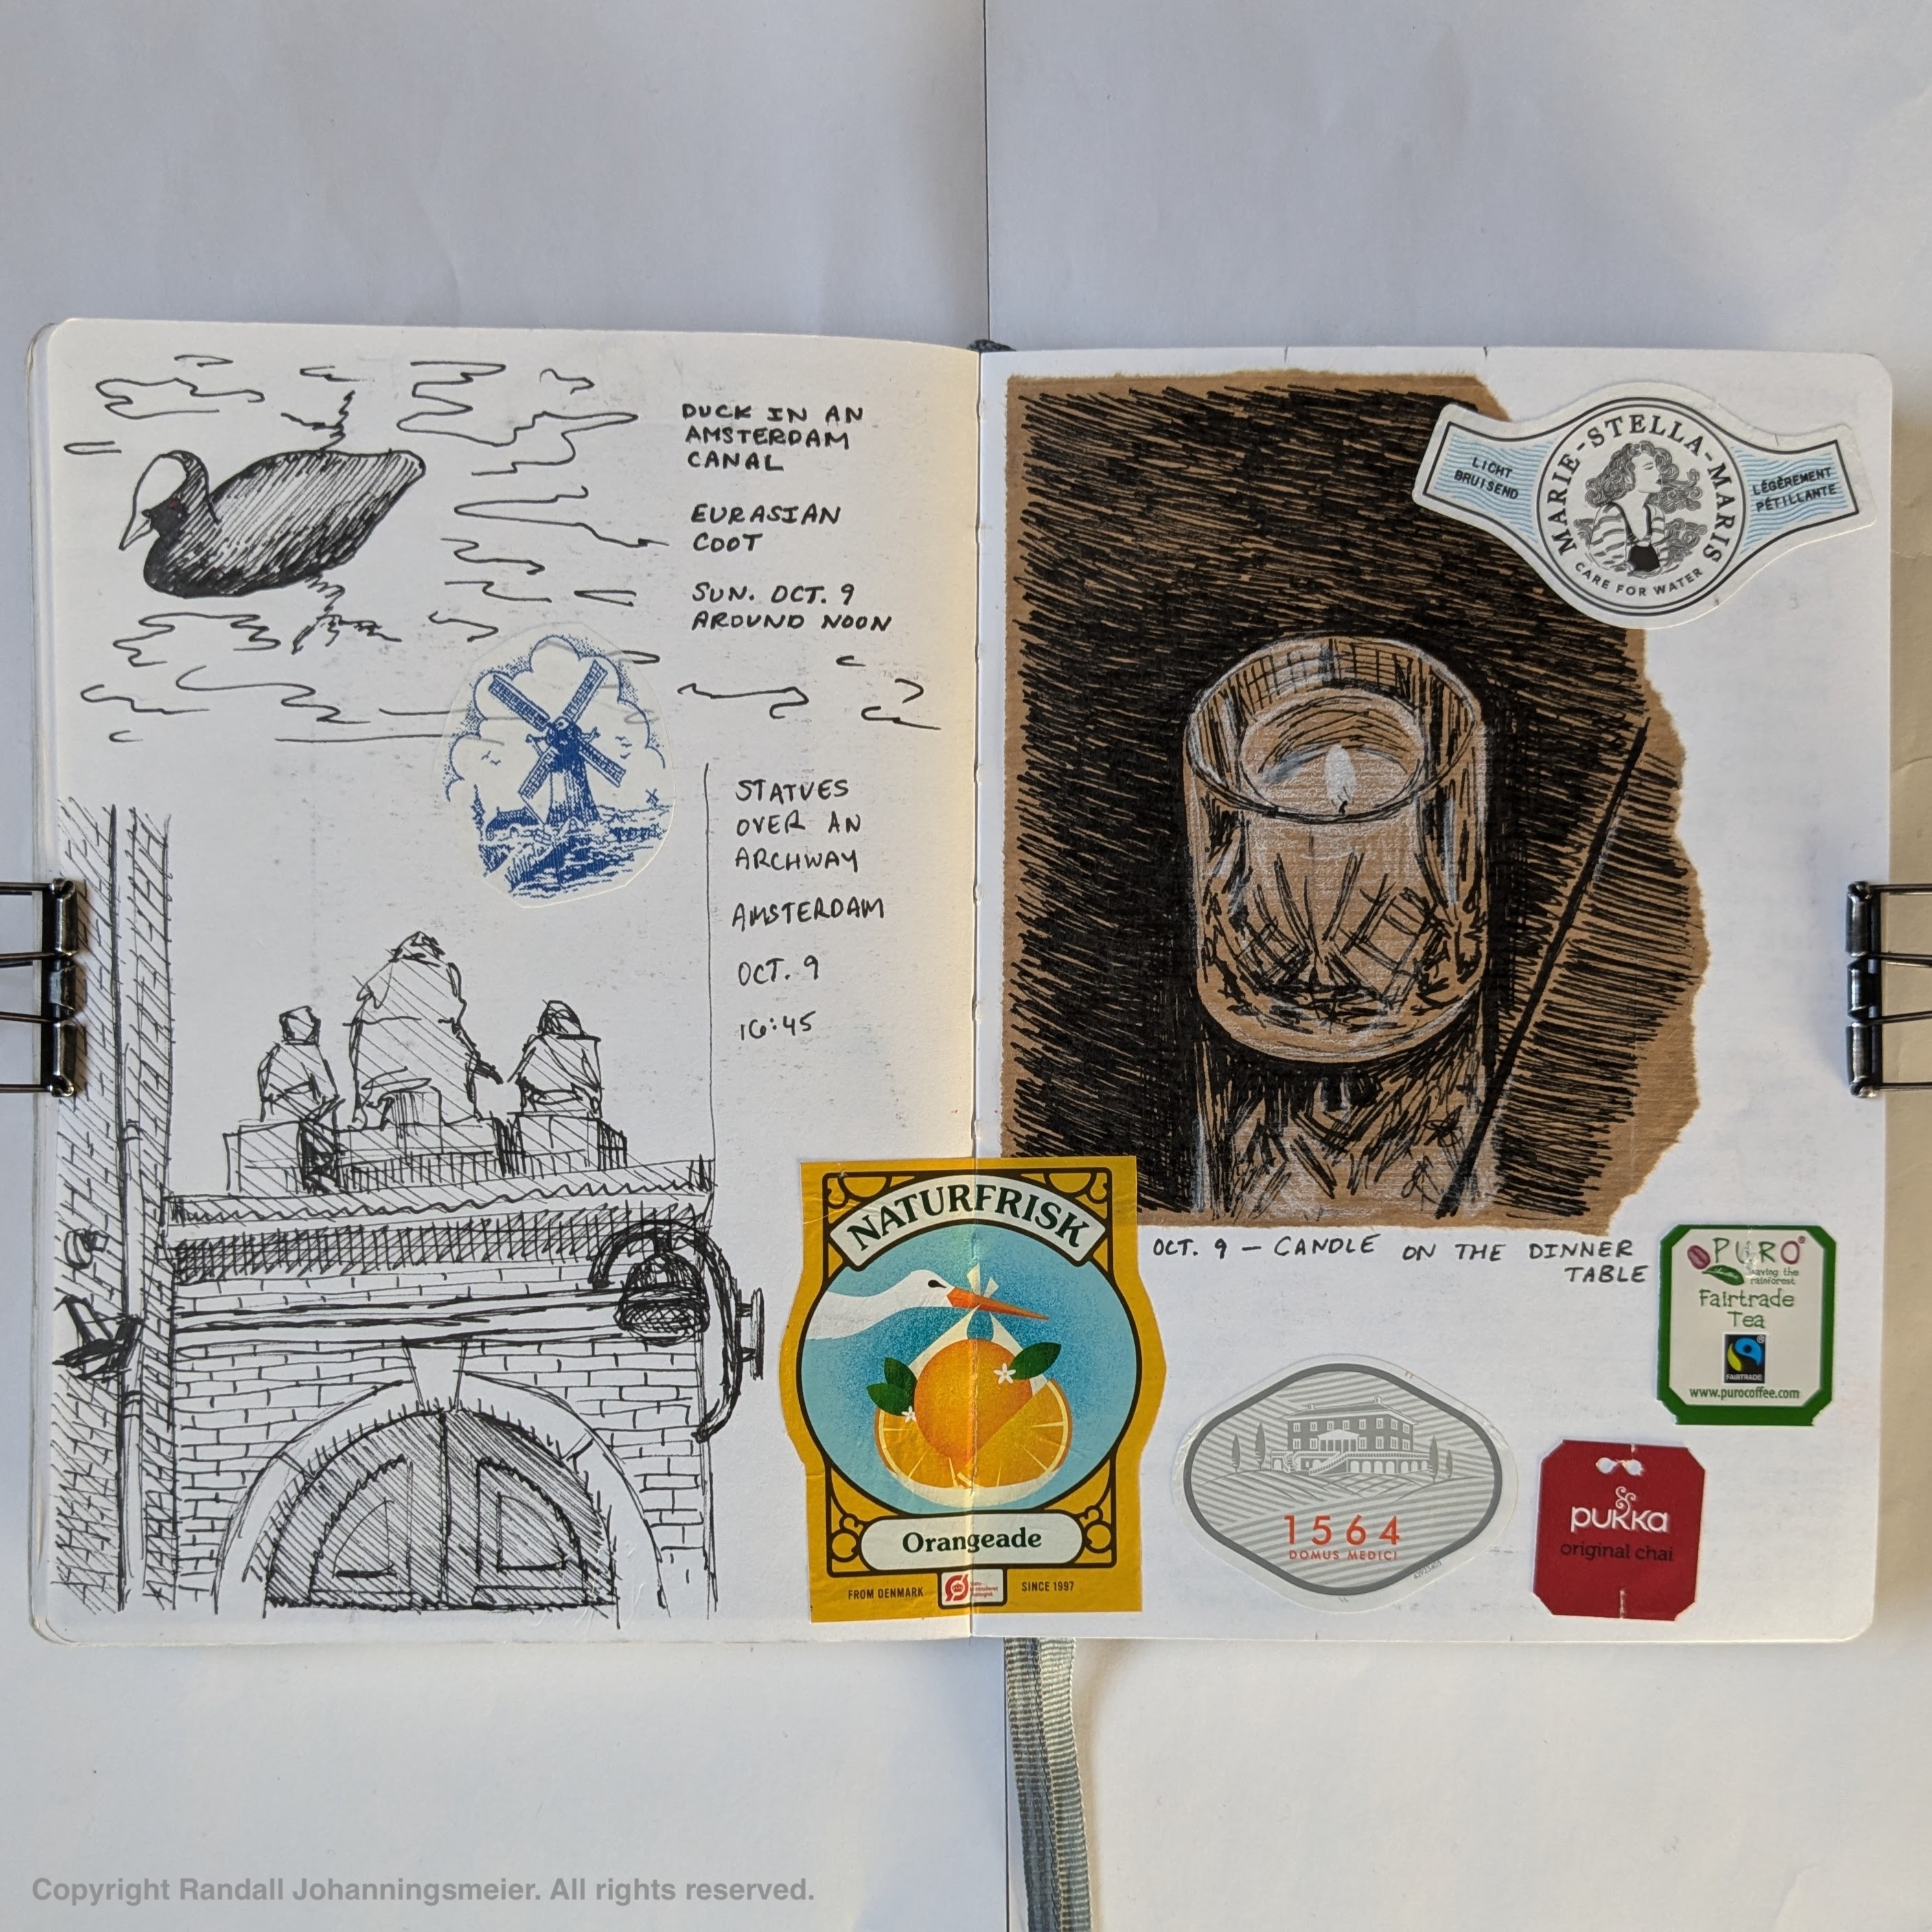 DUCK IN AN
AMSTERDAM
CANAL
EURASIAN
COOT
SUN. OCT. 9
AROUND NOON
STATUES
OVER AN
ARCHWAY
AMSTERDAM
OCT. 9
16:45
MARIE-STELLA-MARIS
LICHT
BRUISEND
LÉGÈREMENT
PÉTILLANTE
CARE FOR WATER
OCT. 9 — CANDLE ON THE DINNER
TABLE
NATURFRISK
Orangeade
FROM DENMARK
SINCE 1997
PURO®
saving the
rainforest
Fairtrade
Tea
FAIRTRADE
www.purocoffee.com
1564
DOMUS MEDICI
pukka
original chai
Copyright Randall Johanningsmeier. All rights reserved.